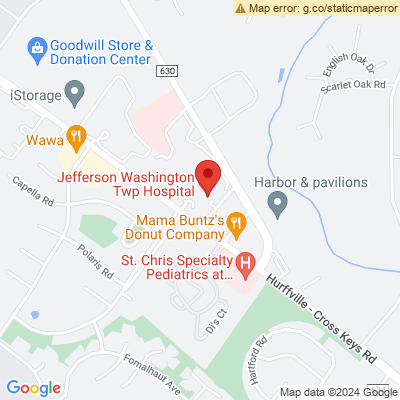 Map error: g.co/staticmaperror
Goodwill Store &
Donation Center
630
English Oak Dr
Scarlet Oak Rd
iStorage
Wawa
Jefferson Washington
Twp Hospital
Capella Rd
Harbor & pavilions
Mama Buntz's
Donut Company
Polaris Rd
St. Chris Specialty
Pediatrics at...
H
Hurffville - Cross Keys Rd
Di's Ct
Hartford Rd
Fomalhaut Ave
Google
Map data ©2024 Google